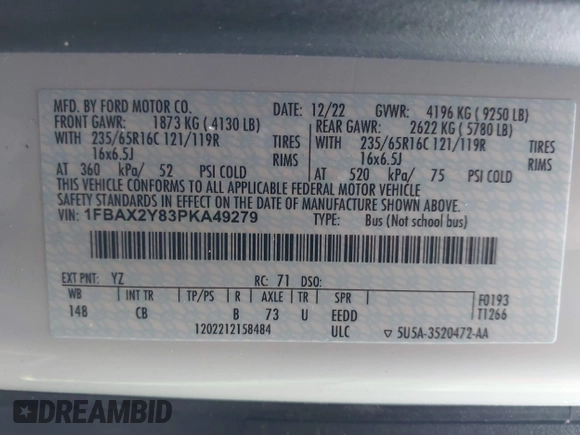 MFD. BY FORD MOTOR CO.
DATE: 12/22 GVWR: 4196 KG ( 9250 LB)
FRONT GAWR: 1873 KG ( 4130 LB)
REAR GAWR: 2622 KG ( 5780 LB)
WITH 235/65R16C 121/119R TIRES
WITH 235/65R16C 121/119R TIRES
16x6.5J RIMS
16x6.5J RIMS
AT 360 kPa/ 52 PSI COLD
AT 520 kPa/ 75 PSI COLD
THIS VEHICLE CONFORMS TO ALL APPLICABLE FEDERAL MOTOR VEHICLE
SAFETY STANDARDS IN EFFECT ON THE DATE OF MANUFACTURE SHOWN ABOVE.
VIN: 1FBAX2Y83PKA49279 TYPE: Bus (Not school bus)
EXT PNT: YZ RC: 71 DSO:
WB INT TR TP/PS R AXLE TR SPR
F0193
148 CB B 73 U EEDD
T1266
1202212158484 ULC ▽ 5U5A-3520472-AA
DREAMBID